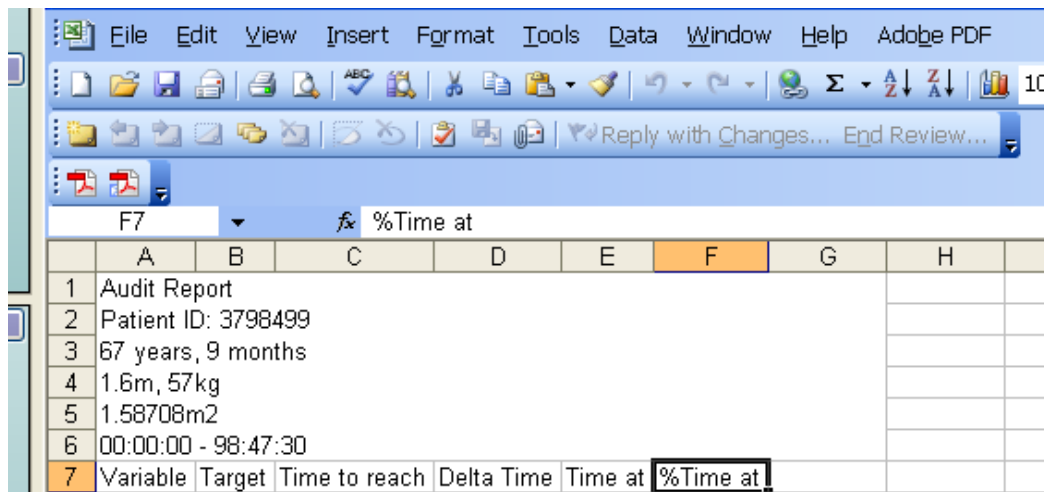 File Edit View Insert Format Tools Data Window Help Adobe PDF
ABC Σ A Z Z A 10
Reply with Changes... End Review...
F7 fx %Time at
A B C D E F G H
1 Audit Report
2 Patient ID: 3798499
3 67 years, 9 months
4 1.6m, 57kg
5 1.58708m2
6 00:00:00 - 98:47:30
7 Variable Target Time to reach Delta Time Time at %Time at